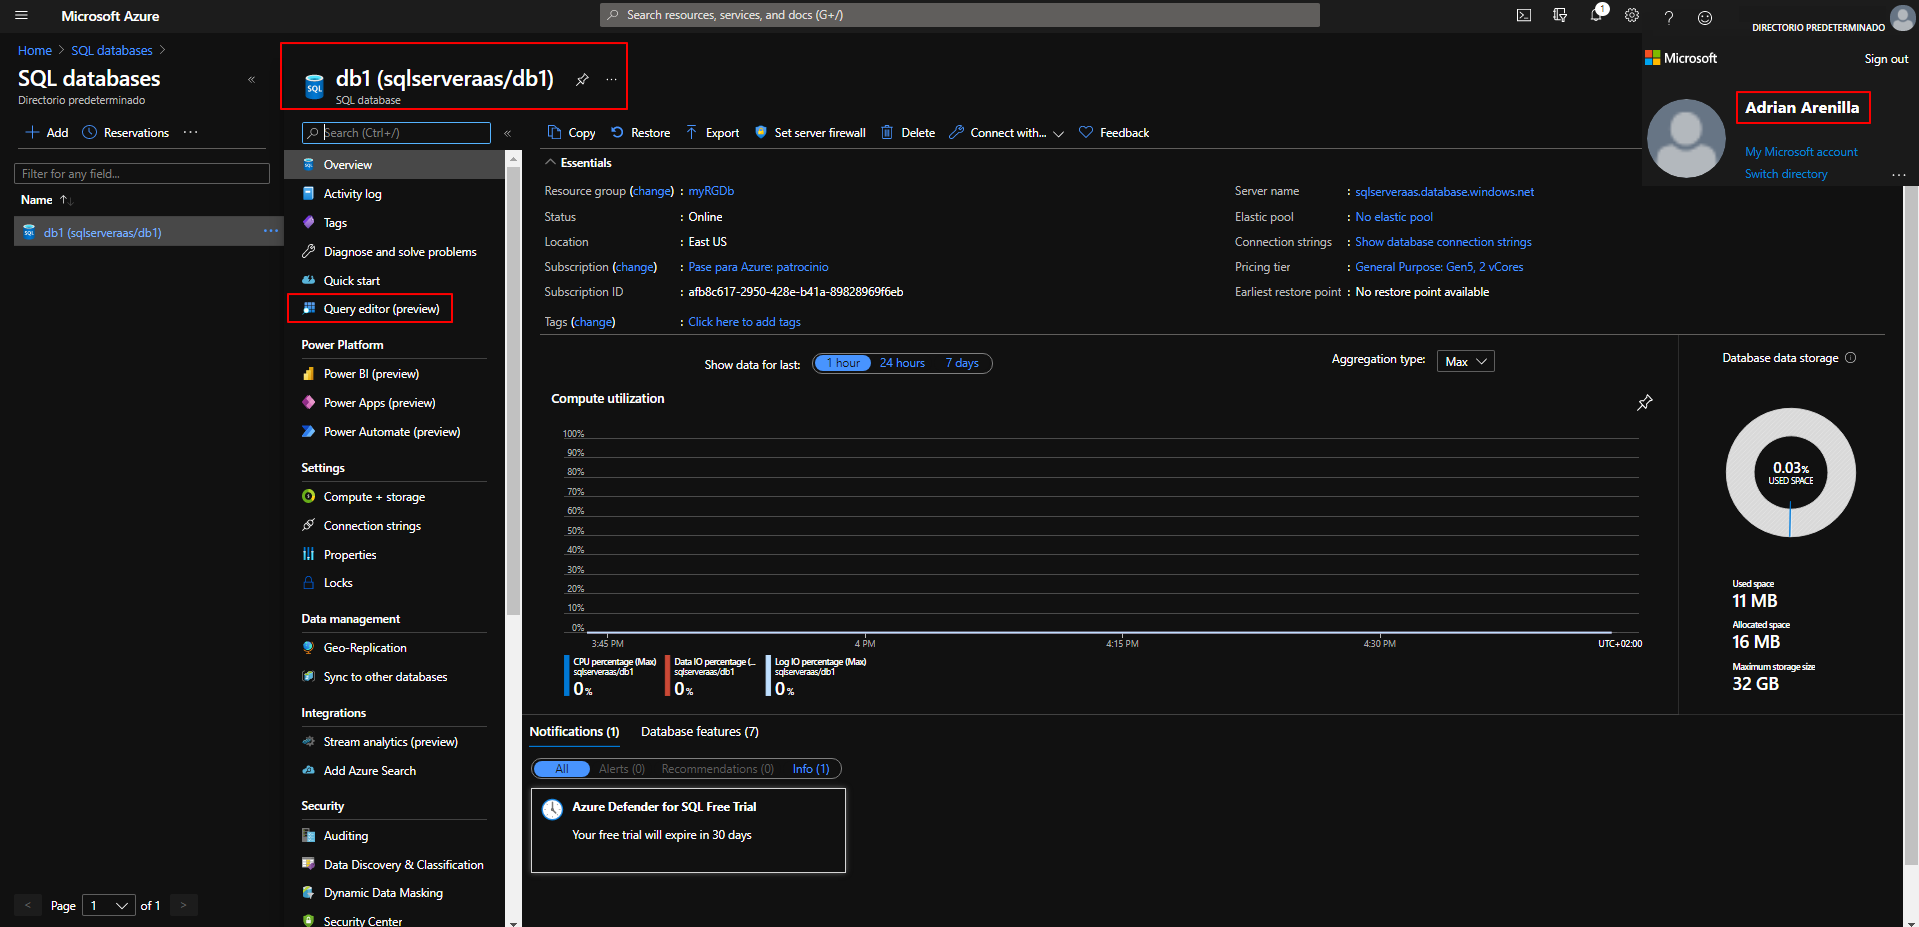 Microsoft Azure
Search resources, services, and docs (G+/)
1
DIRECTORIO PREDETERMINADO
Home > SQL databases >
Microsoft
Sign out
Adrian Arenilla
My Microsoft account
Switch directory
...
SQL databases
«
Directorio predeterminado
+ Add
Reservations
...
Filter for any field...
Name ↑↓
db1 (sqlserveraas/db1)
...
< Page 1 of 1 >
SQL
db1 (sqlserveraas/db1)
...
SQL database
Search (Ctrl+/)
«
Overview
Activity log
Tags
Diagnose and solve problems
Quick start
Query editor (preview)
Power Platform
Power BI (preview)
Power Apps (preview)
Power Automate (preview)
Settings
Compute + storage
Connection strings
Properties
Locks
Data management
Geo-Replication
Sync to other databases
Integrations
Stream analytics (preview)
Add Azure Search
Security
Auditing
Data Discovery & Classification
Dynamic Data Masking
Security Center
Copy Restore Export Set server firewall Delete Connect with... Feedback
Essentials
Resource group (change) : myRGDb
Status : Online
Location : East US
Subscription (change) : Pase para Azure: patrocinio
Subscription ID : afb8c617-2950-428e-b41a-89828969f6eb
Tags (change) : Click here to add tags
Server name : sqlserveraas.database.windows.net
Elastic pool : No elastic pool
Connection strings : Show database connection strings
Pricing tier : General Purpose: Gen5, 2 vCores
Earliest restore point : No restore point available
Show data for last: 1 hour 24 hours 7 days
Aggregation type: Max
Compute utilization
100%
90%
80%
70%
60%
50%
40%
30%
20%
10%
0%
3:45 PM 4 PM 4:15 PM 4:30 PM UTC+02:00
CPU percentage (Max)
sqlserveraas/db1
0 %
Data IO percentage (...
sqlserveraas/db1
0 %
Log IO percentage (Max)
sqlserveraas/db1
0 %
Database data storage
0.03%
USED SPACE
Used space
11 MB
Allocated space
16 MB
Maximum storage size
32 GB
Notifications (1) Database features (7)
All Alerts (0) Recommendations (0) Info (1)
Azure Defender for SQL Free Trial
Your free trial will expire in 30 days